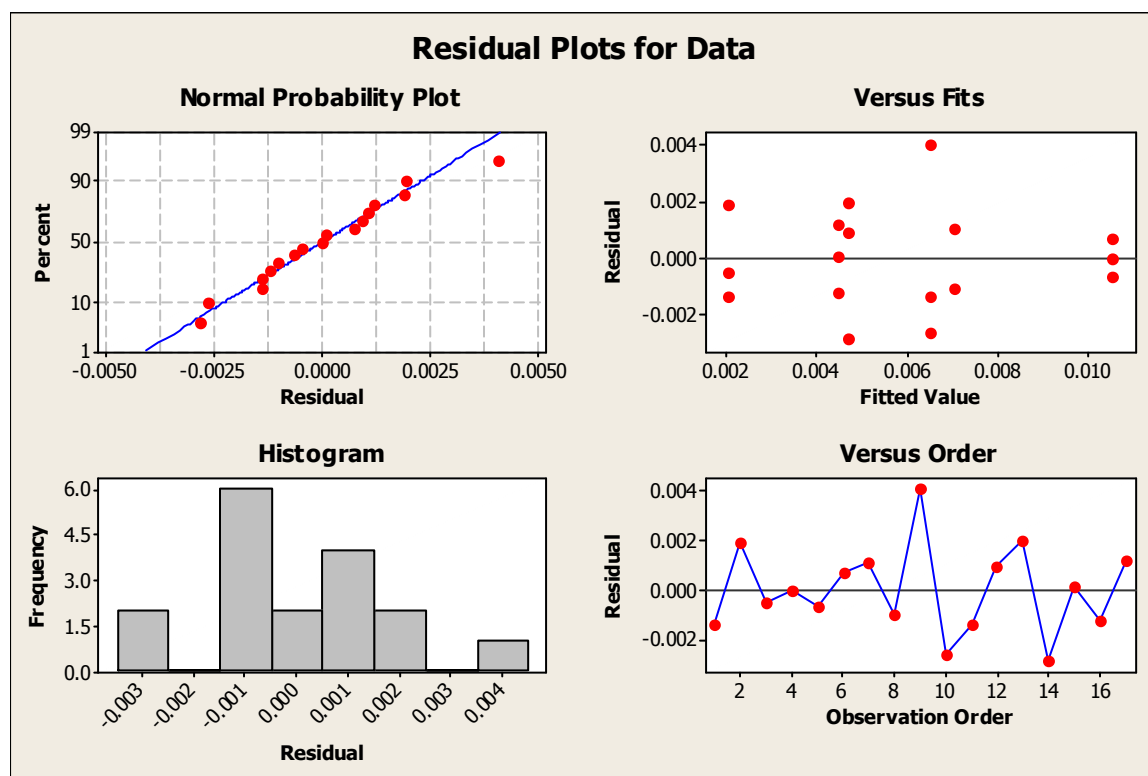 Residual Plots for Data
Normal Probability Plot
99
90
50
10
1
Percent
-0.0050 -0.0025 0.0000 0.0025 0.0050
Residual
Versus Fits
0.004
0.002
0.000
-0.002
Residual
0.002 0.004 0.006 0.008 0.010
Fitted Value
Histogram
6.0
4.5
3.0
1.5
0.0
Frequency
-0.003 -0.002 -0.001 0.000 0.001 0.002 0.003 0.004
Residual
Versus Order
0.004
0.002
0.000
-0.002
Residual
2 4 6 8 10 12 14 16
Observation Order